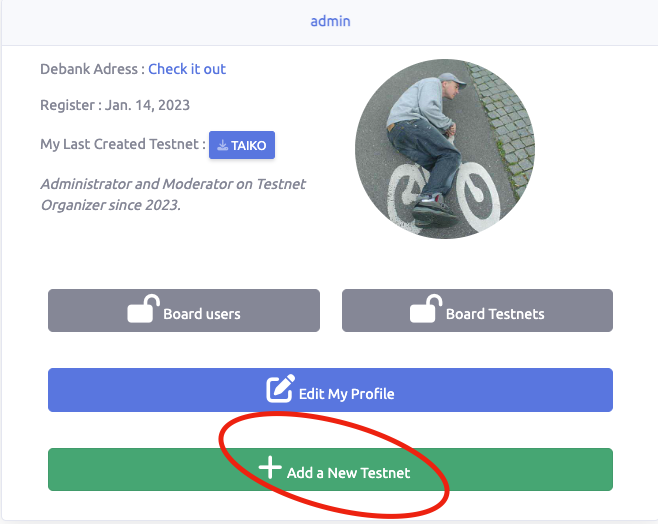 admin
Debank Adress : Check it out
Register : Jan. 14, 2023
My Last Created Testnet : TAIKO
Administrator and Moderator on Testnet
Organizer since 2023.
Board users
Board Testnets
Edit My Profile
Add a New Testnet